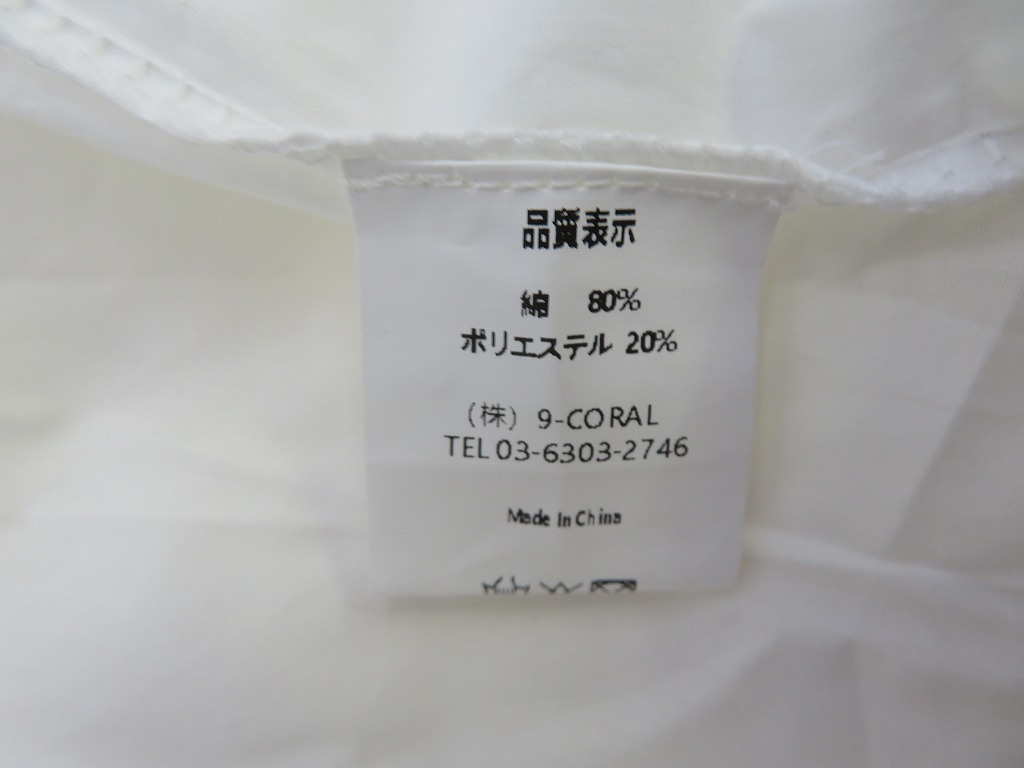 品質表示
綿 80%
ポリエステル 20%
(株) 9-CORAL
TEL 03-6303-2746
Made In China